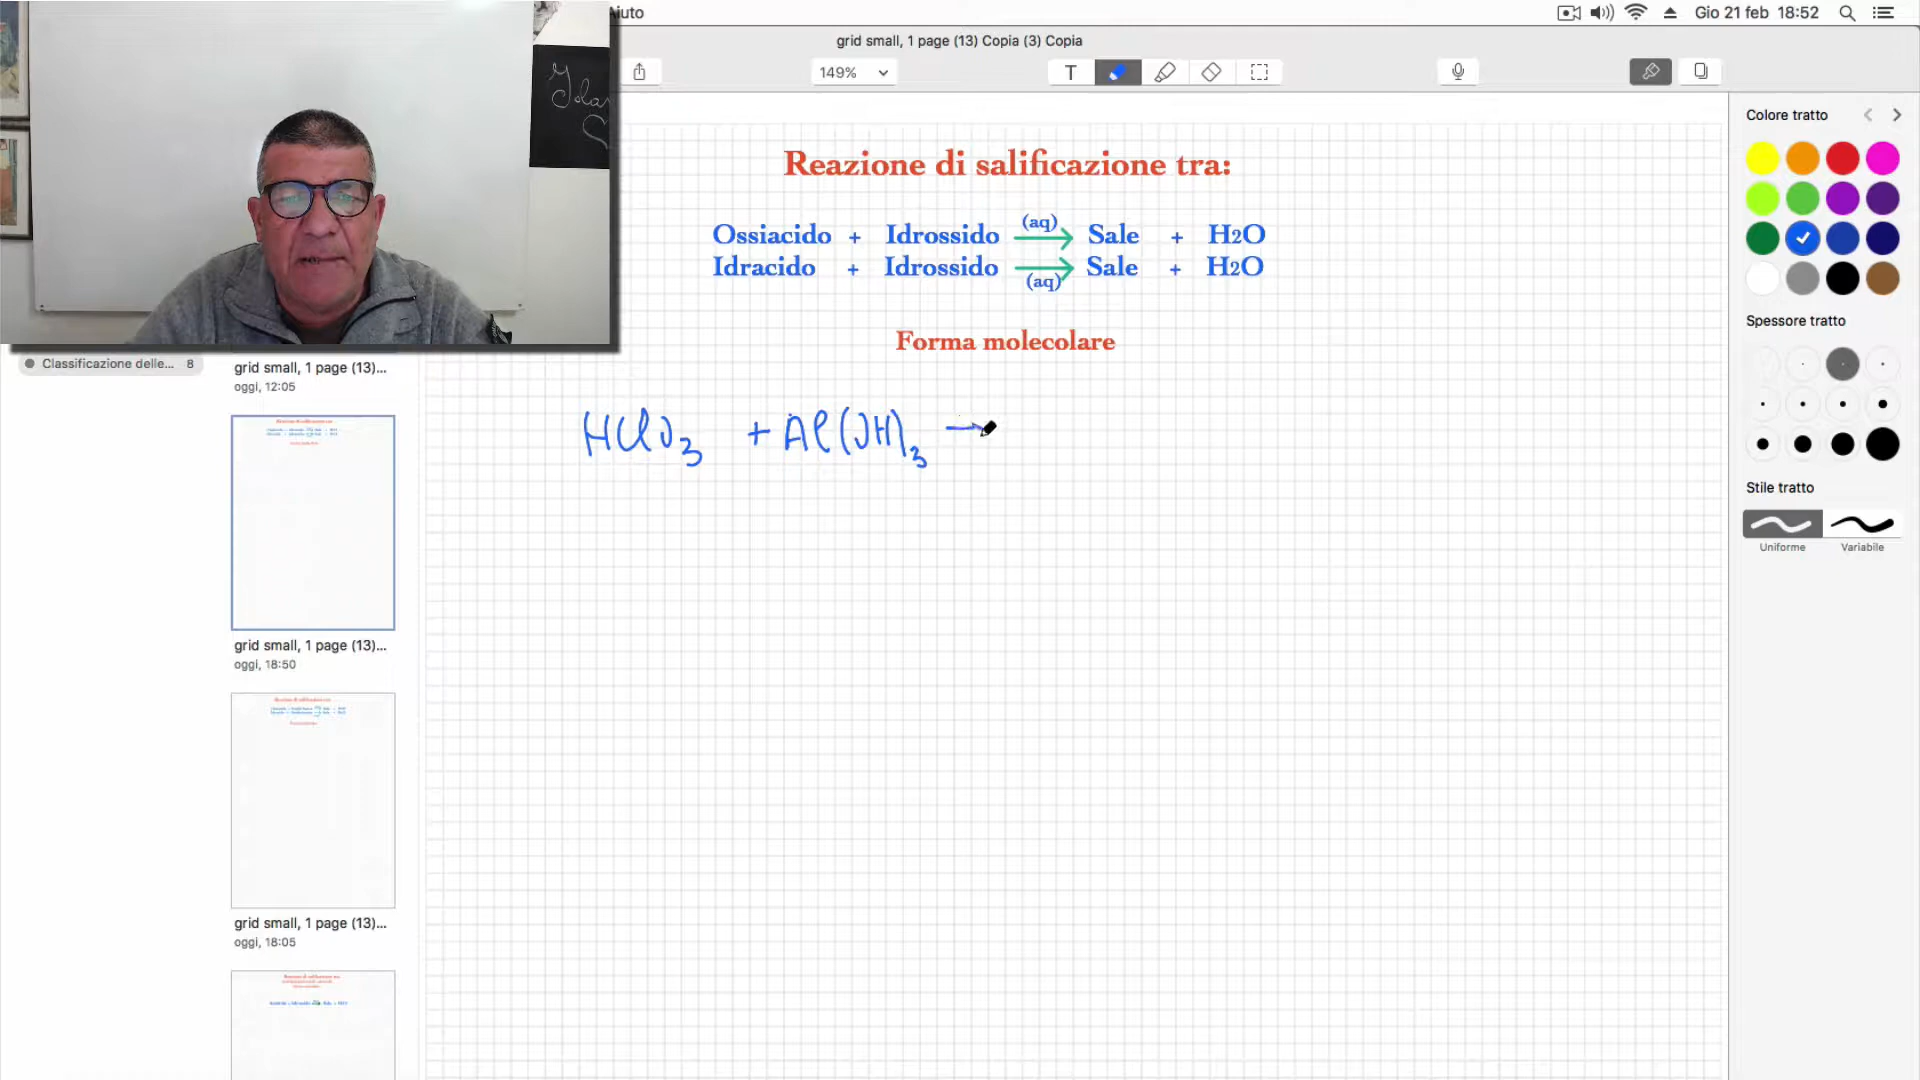 Aiuto
Gio 21 feb 18:52
grid small, 1 page (13) Copia (3) Copia
149%
T
Colore tratto
Reazione di salificazione tra:
Ossiacido + Idrossido (aq) Sale + H2O
Idracido + Idrossido (aq) Sale + H2O
Forma molecolare
HClO3 + Al(OH)3 →
Spessore tratto
Stile tratto
Uniforme Variabile
Classificazione delle... 8
grid small, 1 page (13)...
oggi, 12:05
grid small, 1 page (13)...
oggi, 18:50
grid small, 1 page (13)...
oggi, 18:05